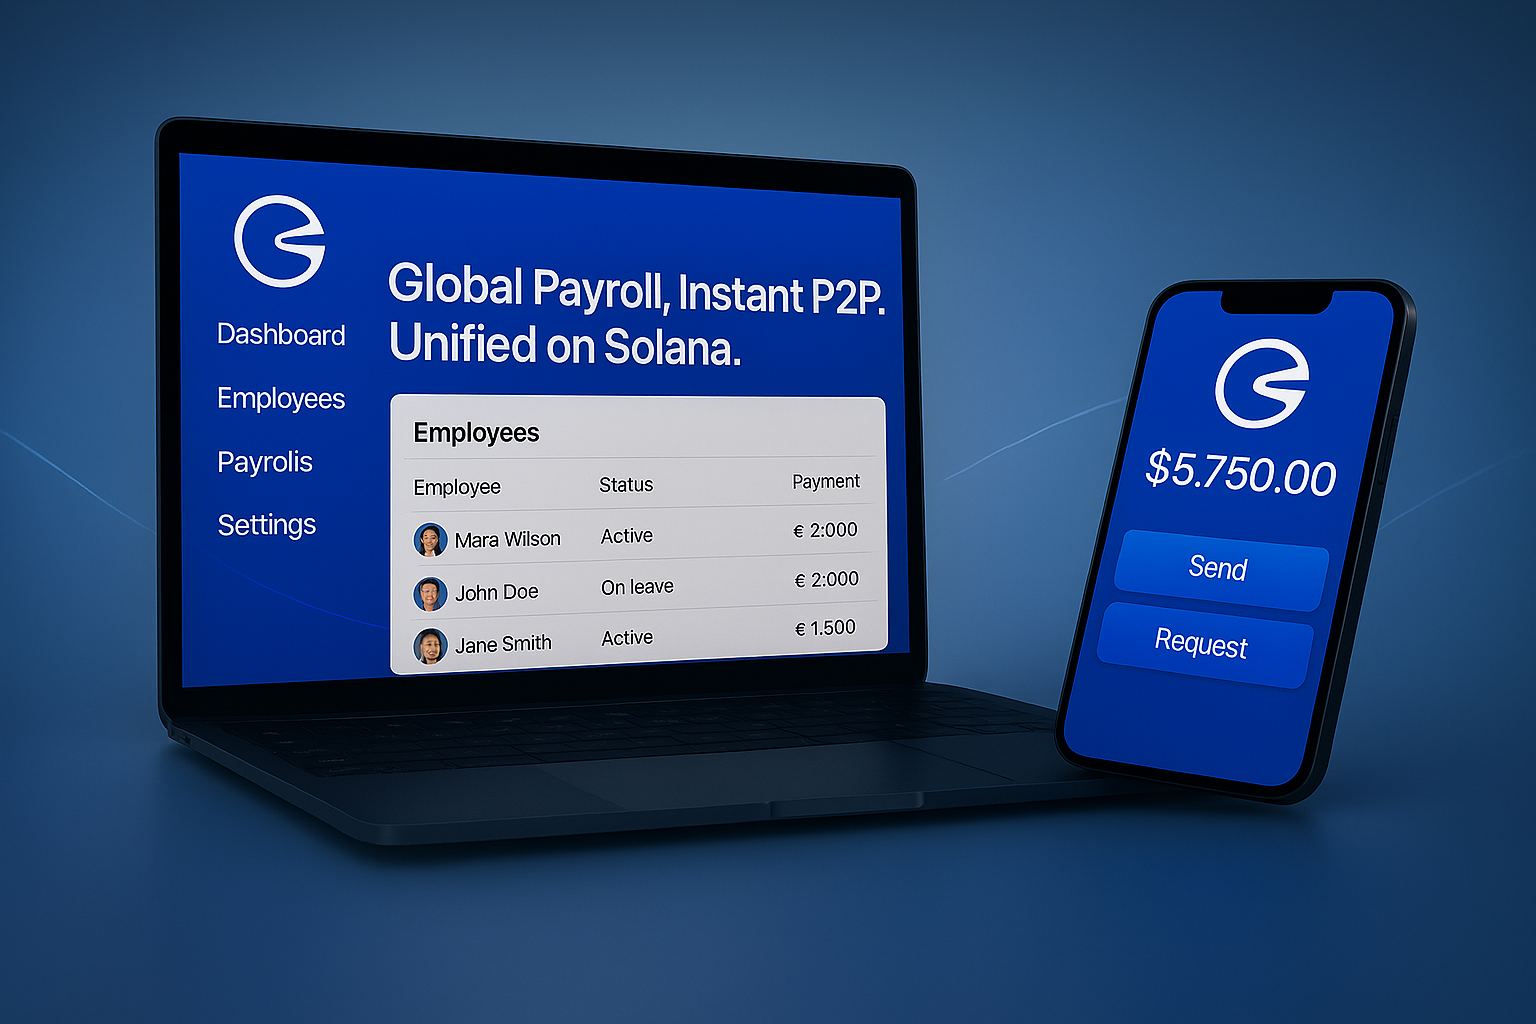 Dashboard
Employees
Payrolis
Settings
Global Payroll, Instant P2P.
Unified on Solana.
Employees
Employee Status Payment
Mara Wilson Active € 2:000
John Doe On leave € 2:000
Jane Smith Active € 1.500
$5.750.00
Send
Request